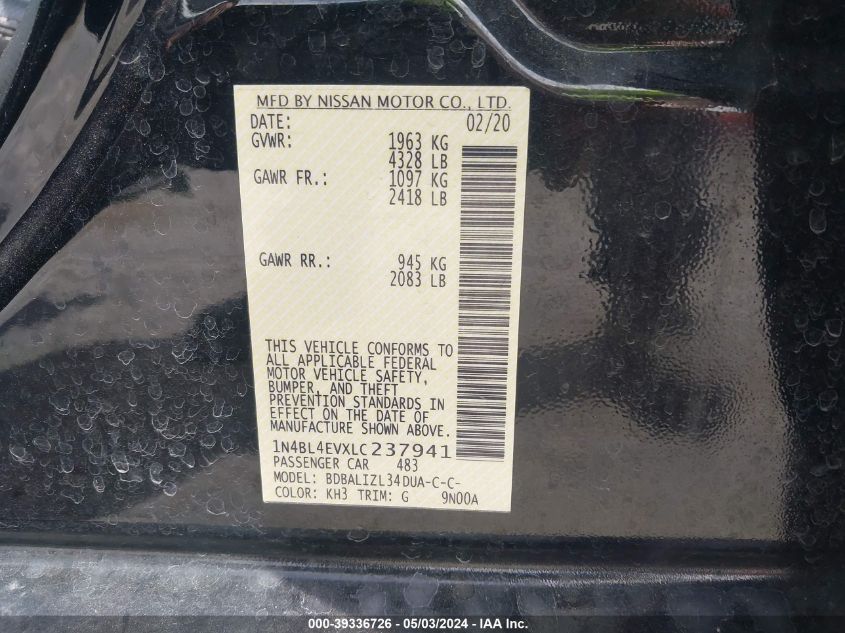 MFD BY NISSAN MOTOR CO., LTD.
DATE: 02/20
GVWR: 1963 KG
4328 LB
GAWR FR.: 1097 KG
2418 LB
GAWR RR.: 945 KG
2083 LB
THIS VEHICLE CONFORMS TO
ALL APPLICABLE FEDERAL
MOTOR VEHICLE SAFETY,
BUMPER, AND THEFT
PREVENTION STANDARDS IN
EFFECT ON THE DATE OF
MANUFACTURE SHOWN ABOVE.
1N4BL4EVXLC237941
PASSENGER CAR 483
MODEL: BDBALIZL34DUA-C-C-
COLOR: KH3 TRIM: G 9N00A
000-39336726 - 05/03/2024 - IAA Inc.